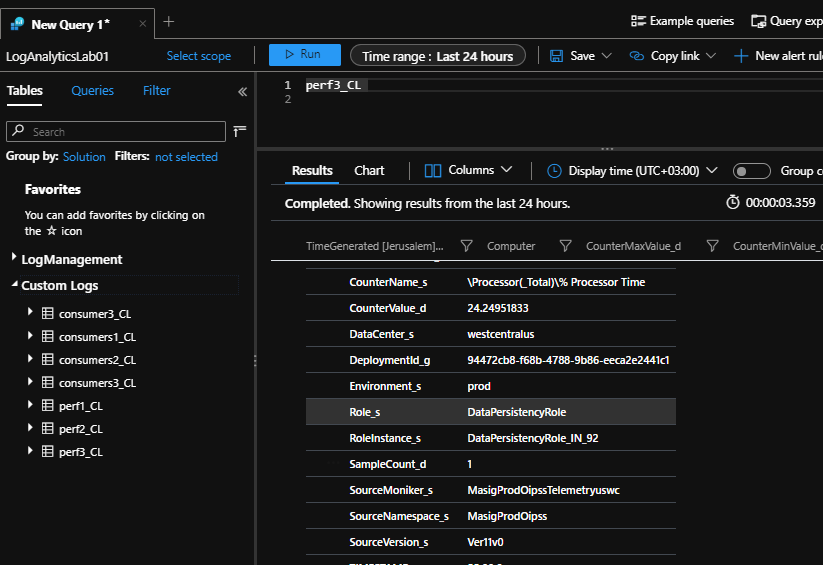 New Query 1*
Example queries
Query exp
LogAnalyticsLab01
Select scope
Run
Time range : Last 24 hours
Save
Copy link
New alert rul
Tables
Queries
Filter
1 perf3_CL
2
Search
Group by: Solution Filters: not selected
Favorites
You can add favorites by clicking on
the ☆ icon
LogManagement
Custom Logs
consumer3_CL
consumers1_CL
consumers2_CL
consumers3_CL
perf1_CL
perf2_CL
perf3_CL
Results
Chart
Columns
Display time (UTC+03:00)
Group c
Completed. Showing results from the last 24 hours.
00:00:03.359
TimeGenerated [Jerusalem]...
Computer
CounterMaxValue_d
CounterMinValue_d
CounterName_s \Processor(_Total)\% Processor Time
CounterValue_d 24.24951833
DataCenter_s westcentralus
DeploymentId_g 94472cb8-f68b-4788-9b86-eeca2e2441c1
Environment_s prod
Role_s DataPersistencyRole
RoleInstance_s DataPersistencyRole_IN_92
SampleCount_d 1
SourceMoniker_s MasigProdOipssTelemetryuswc
SourceNamespace_s MasigProdOipss
SourceVersion_s Ver11v0